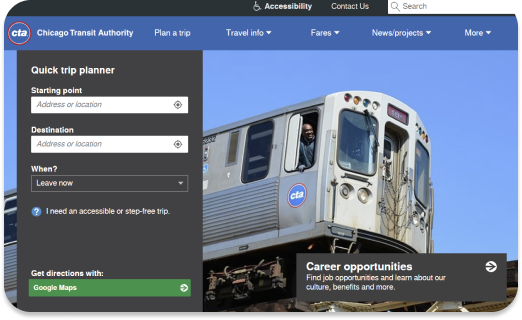 Accessibility
Contact Us
Search
cta
Chicago Transit Authority
Plan a trip
Travel info
Fares
News/projects
More
Quick trip planner
Starting point
Address or location
Destination
Address or location
When?
Leave now
? I need an accessible or step-free trip.
Get directions with:
Google Maps
cta
Career opportunities
Find job opportunities and learn about our
culture, benefits and more.